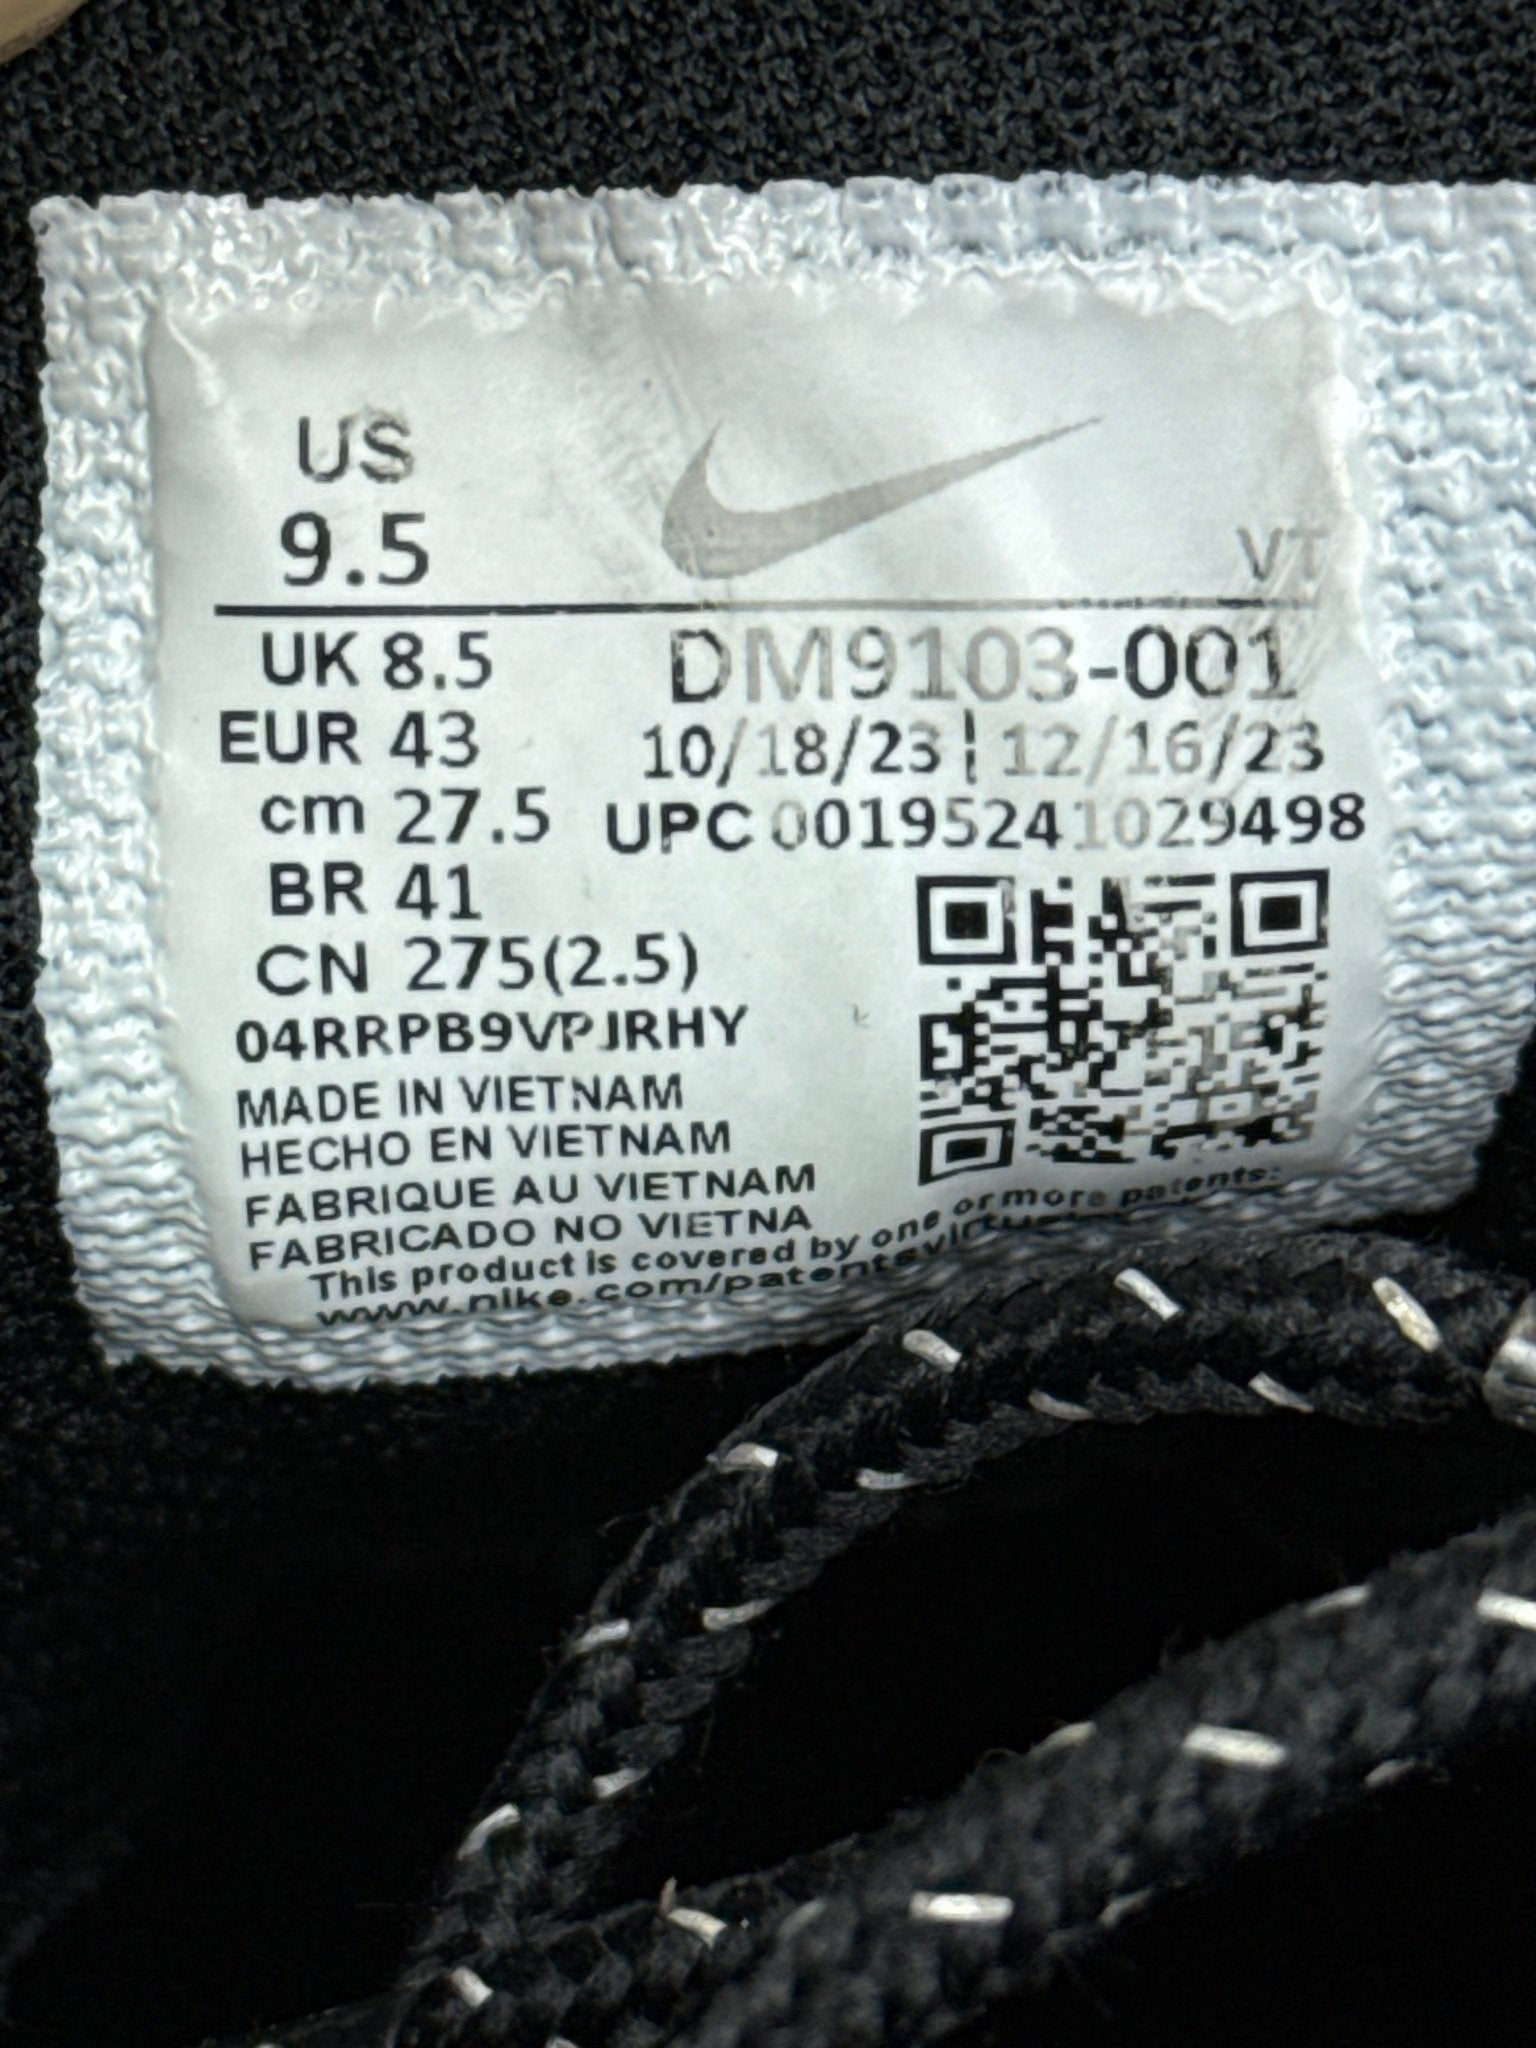 US
9.5
VT
UK 8.5
DM9103-001
EUR 43
10/18/23 | 12/16/23
cm 27.5
UPC 00195241029498
BR 41
CN 275(2.5)
04RRPB9VPJRHY
MADE IN VIETNAM
HECHO EN VIETNAM
FABRIQUE AU VIETNAM
FABRICADO NO VIETNA
This product is covered by one or more patents:
www.nike.com/patents